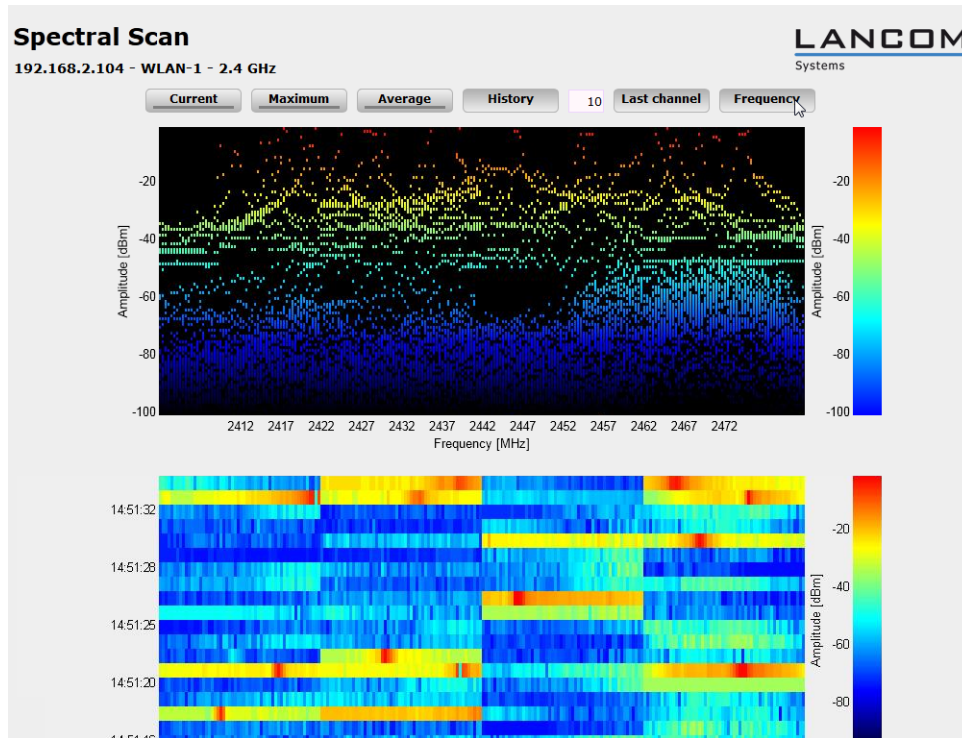 Spectral Scan
LANCOM
Systems
192.168.2.104 - WLAN-1 - 2.4 GHz
Current Maximum Average History 10 Last channel Frequency
-20 -20
-40 -40
Amplitude [dBm] Amplitude [dBm]
-60 -60
-80 -80
-100 -100
2412 2417 2422 2427 2432 2437 2442 2447 2452 2457 2462 2467 2472
Frequency [MHz]
14:51:32
-20
14:51:28
-40
Amplitude [dBm]
14:51:25
-60
14:51:20
-80